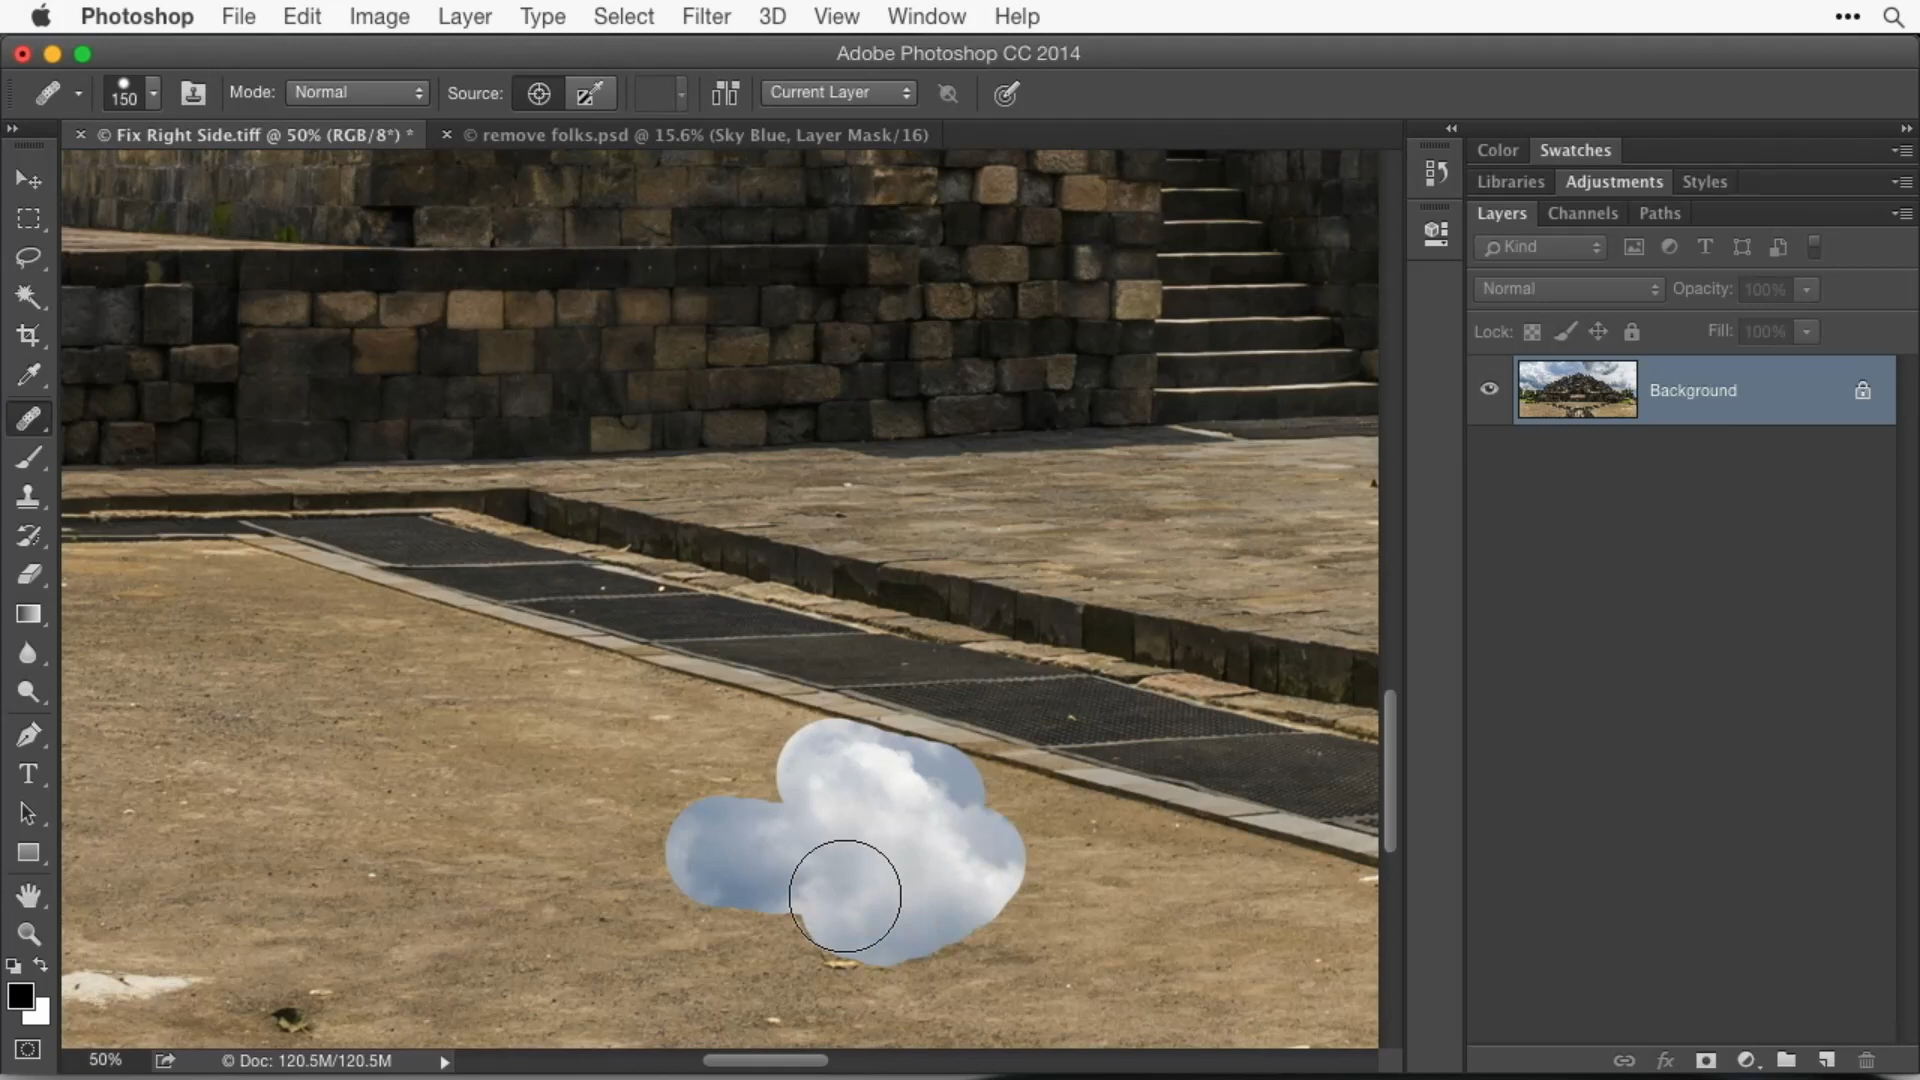 Photoshop File Edit Image Layer Type Select Filter 3D View Window Help
Adobe Photoshop CC 2014
150 Mode: Normal Source: Current Layer
© Fix Right Side.tiff @ 50% (RGB/8*) * © remove folks.psd @ 15.6% (Sky Blue, Layer Mask/16)
Color Swatches
Libraries Adjustments Styles
Layers Channels Paths
Kind
Normal Opacity: 100%
Lock: Fill: 100%
Background
50% © Doc: 120.5M/120.5M